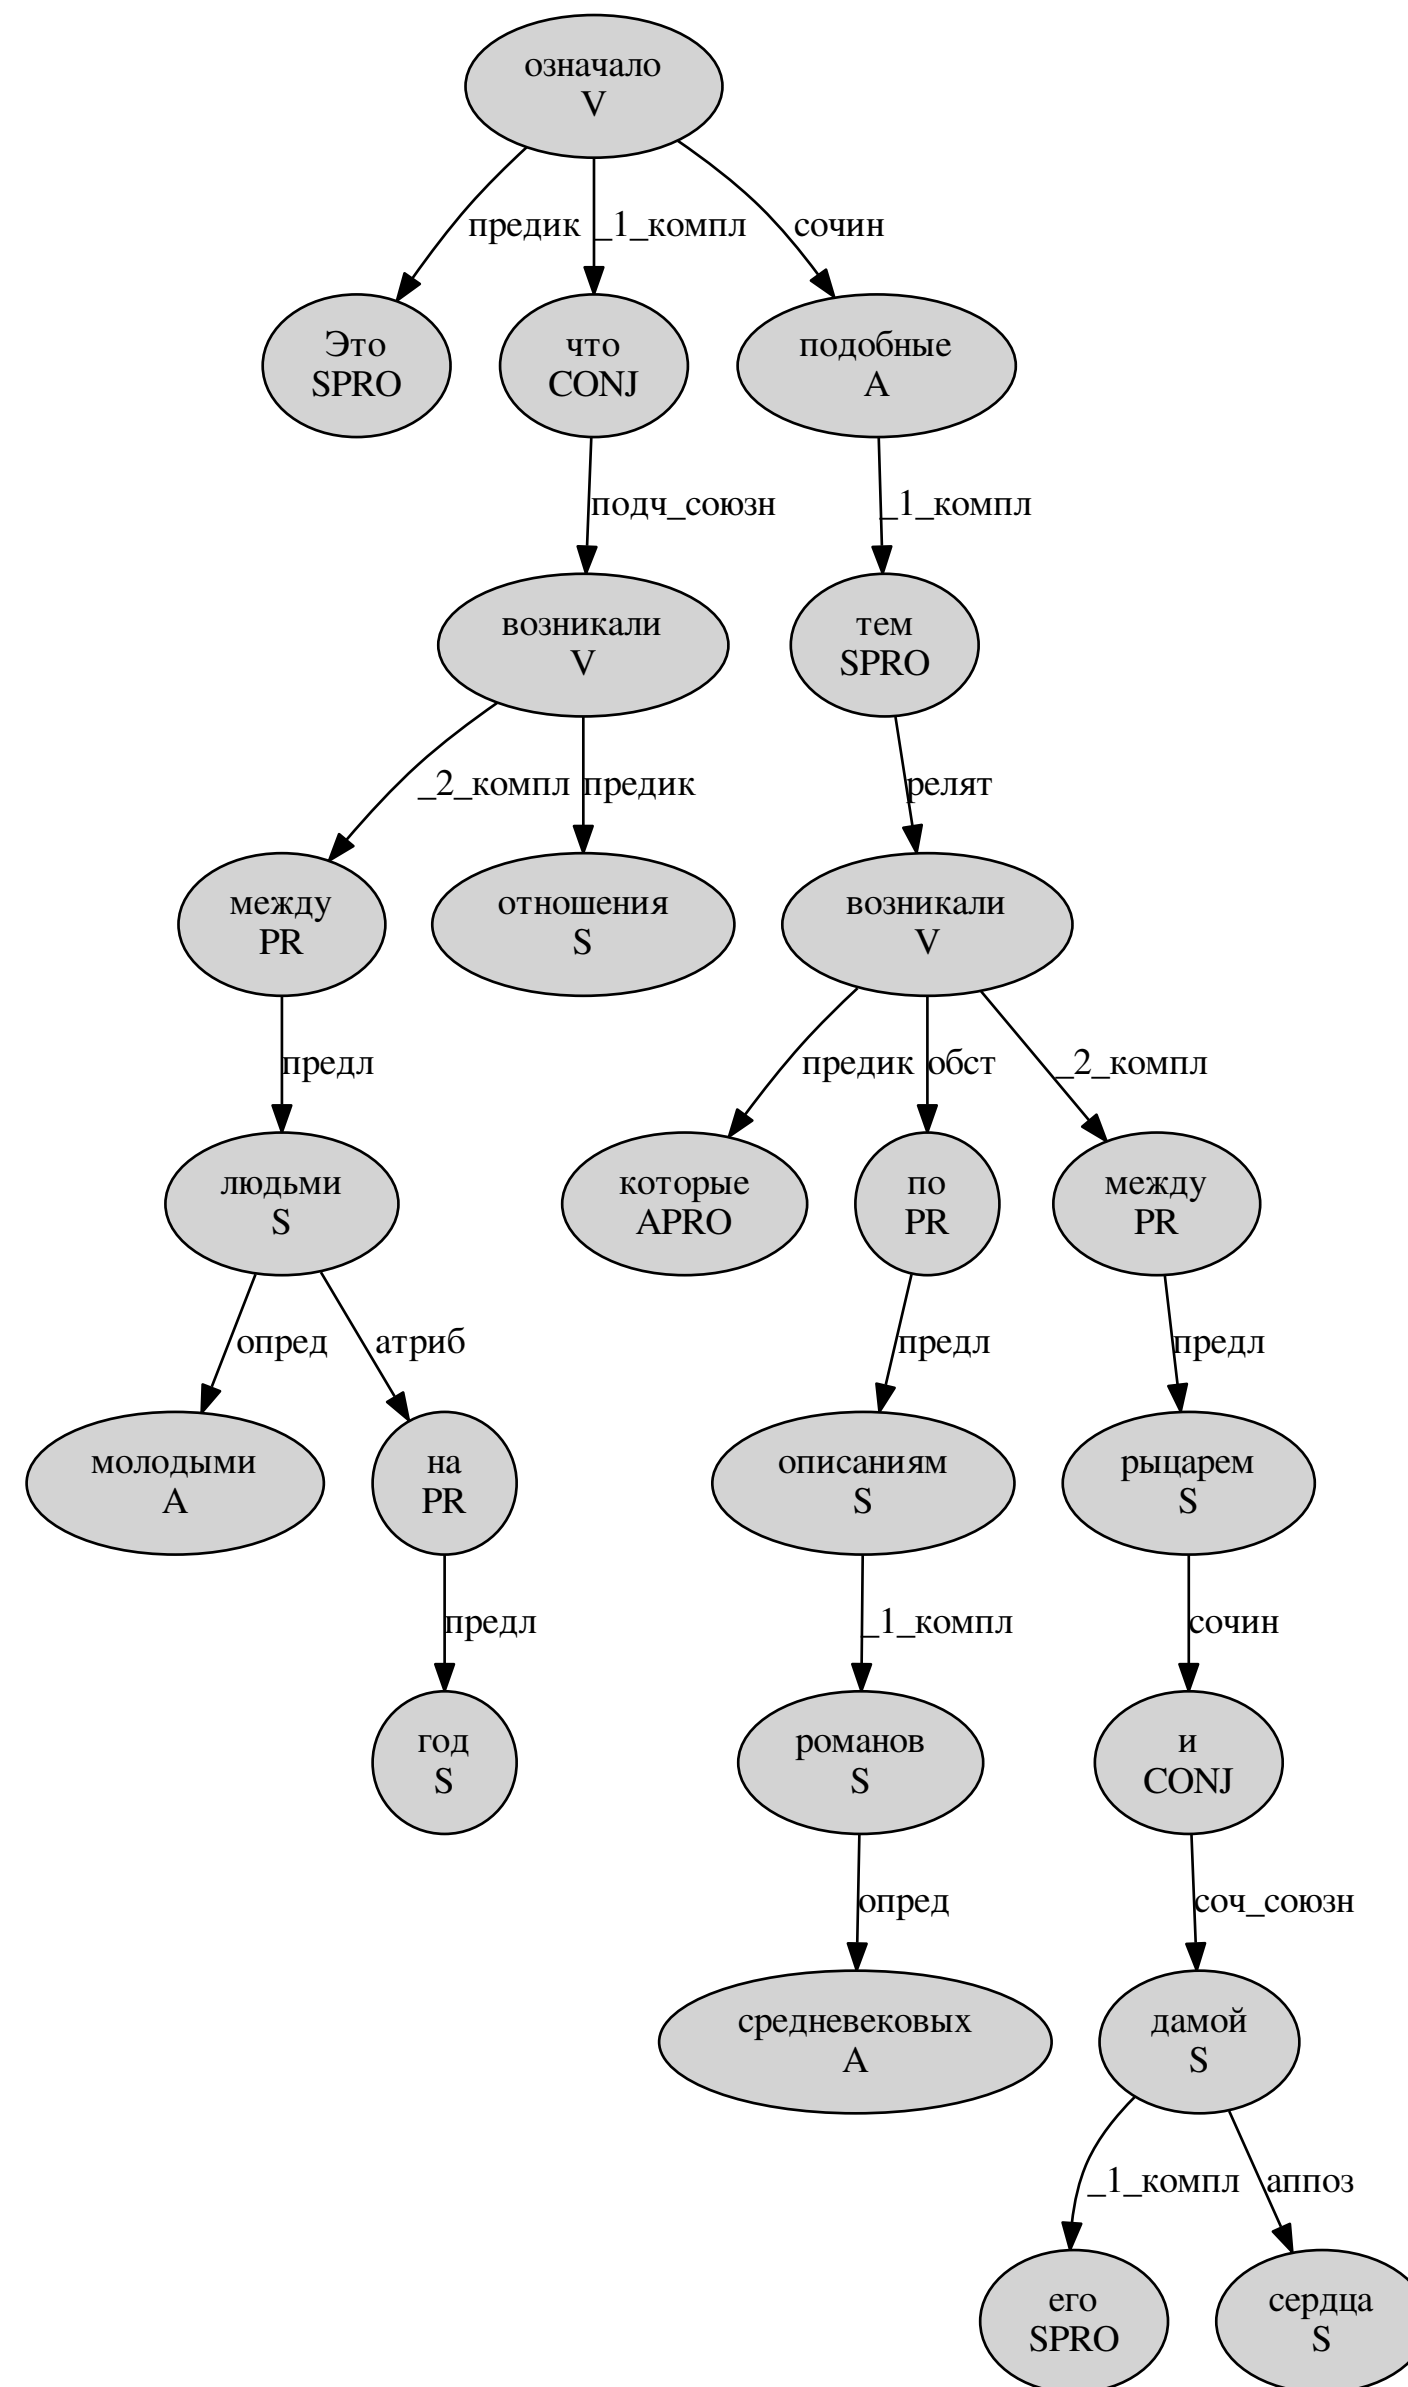 означало
V
предик _1_компл сочин
Это что подобные
SPRO CONJ A
подч_союзн _1_компл
возникали тем
V SPRO
_2_компл предик релят
между отношения возникали
PR S V
предл предик обст _2_компл
людьми которые по между
S APRO PR PR
опред атриб предл предл
молодыми на описаниям рыцарем
A PR S S
предл _1_компл сочин
год романов и
S S CONJ
опред соч_союзн
средневековых дамой
A S
_1_компл аппоз
его сердца
SPRO S